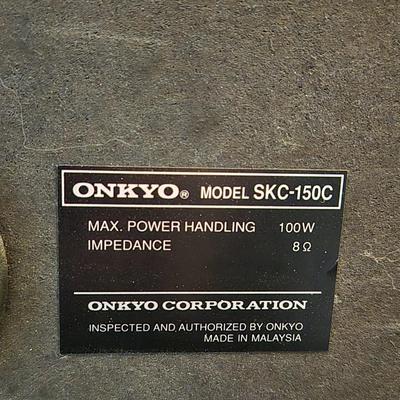 ONKYO® MODEL SKC-150C
MAX. POWER HANDLING 100W
IMPEDANCE 8Ω
ONKYO CORPORATION
INSPECTED AND AUTHORIZED BY ONKYO
MADE IN MALAYSIA